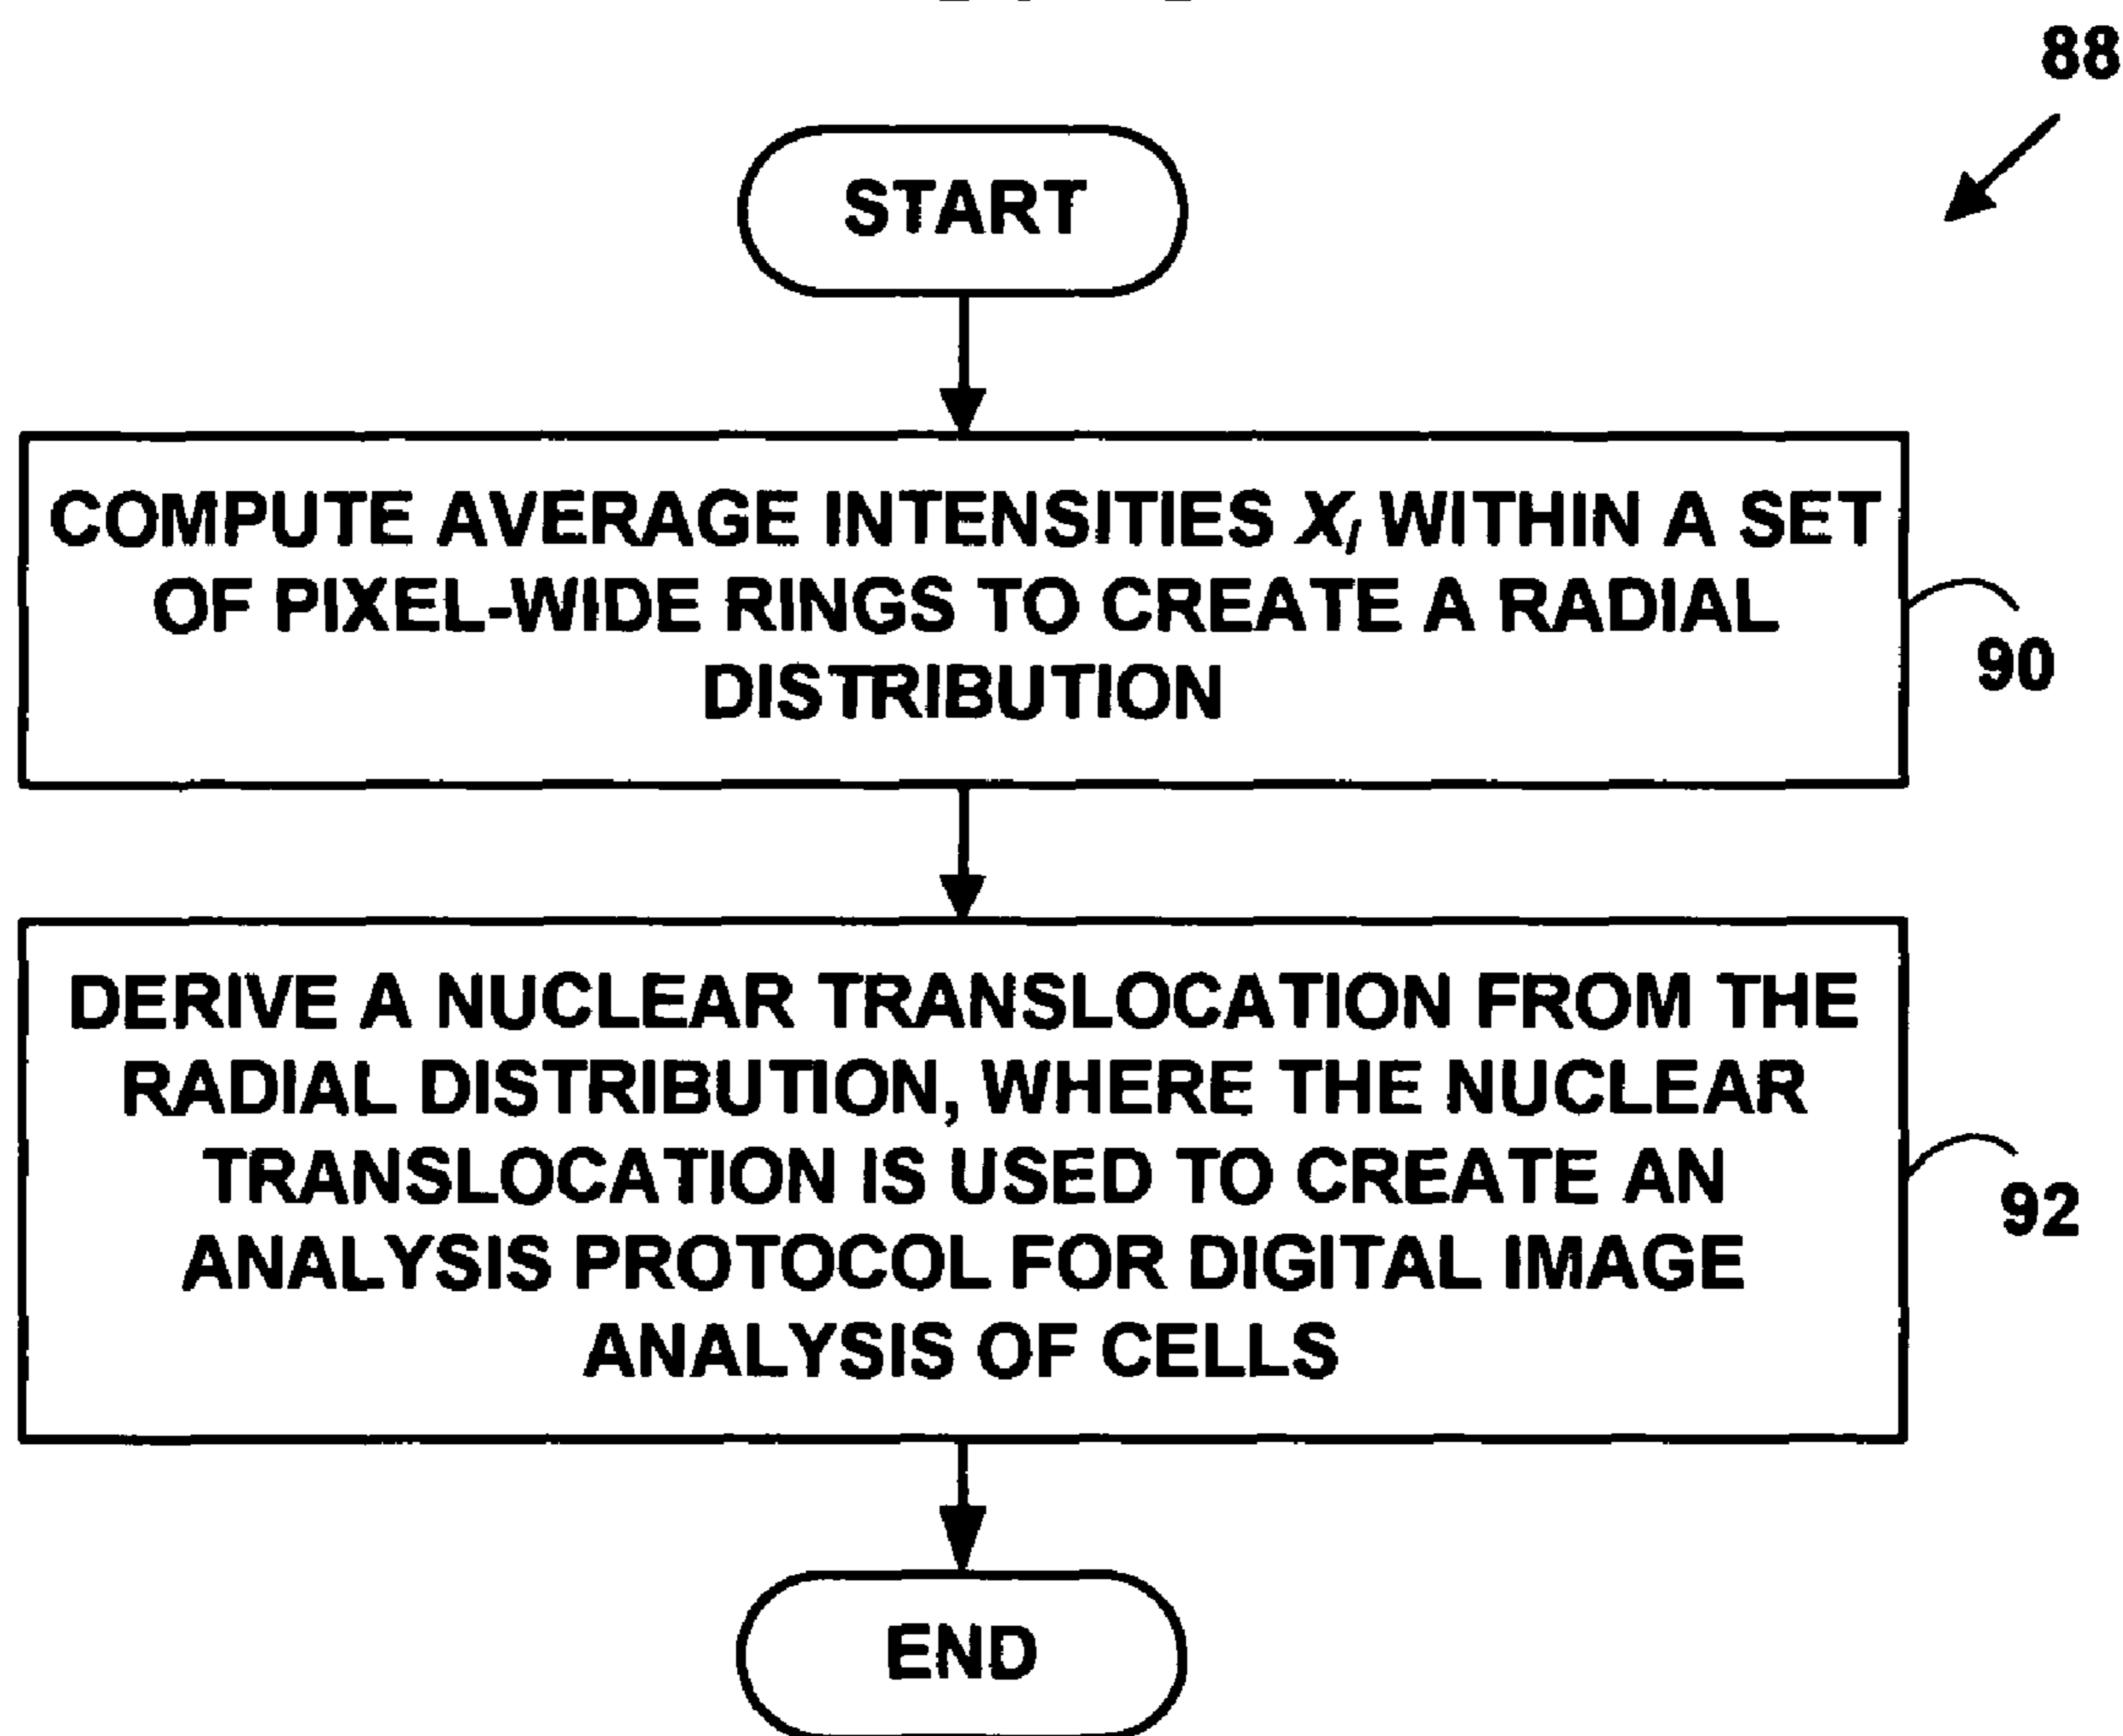 88
START
COMPUTE AVERAGE INTENSITIES Xᵢ WITHIN A SET
OF PIXEL-WIDE RINGS TO CREATE A RADIAL
DISTRIBUTION
90
DERIVE A NUCLEAR TRANSLOCATION FROM THE
RADIAL DISTRIBUTION, WHERE THE NUCLEAR
TRANSLOCATION IS USED TO CREATE AN
ANALYSIS PROTOCOL FOR DIGITAL IMAGE
ANALYSIS OF CELLS
92
END